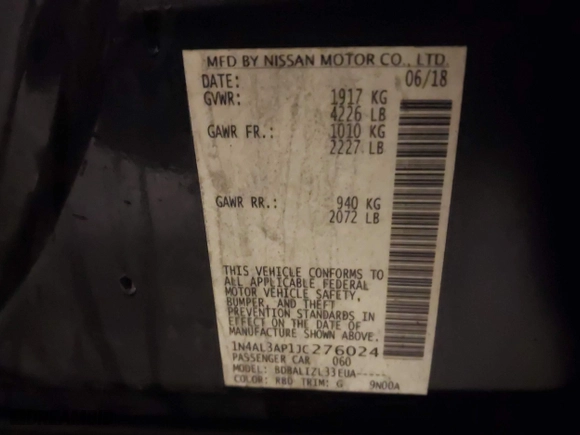 MFD BY NISSAN MOTOR CO., LTD.
DATE: 06/18
GVWR: 1917 KG
4226 LB
GAWR FR.: 1010 KG
2227 LB
GAWR RR.: 940 KG
2072 LB
THIS VEHICLE CONFORMS TO
ALL APPLICABLE FEDERAL
MOTOR VEHICLE SAFETY,
BUMPER, AND THEFT
PREVENTION STANDARDS IN
EFFECT ON THE DATE OF
MANUFACTURE SHOWN ABOVE.
1N4AL3AP1JC276024
PASSENGER CAR 060
MODEL: BDBALIZL33EUA-----
COLOR: RBD TRIM: G 9N00A